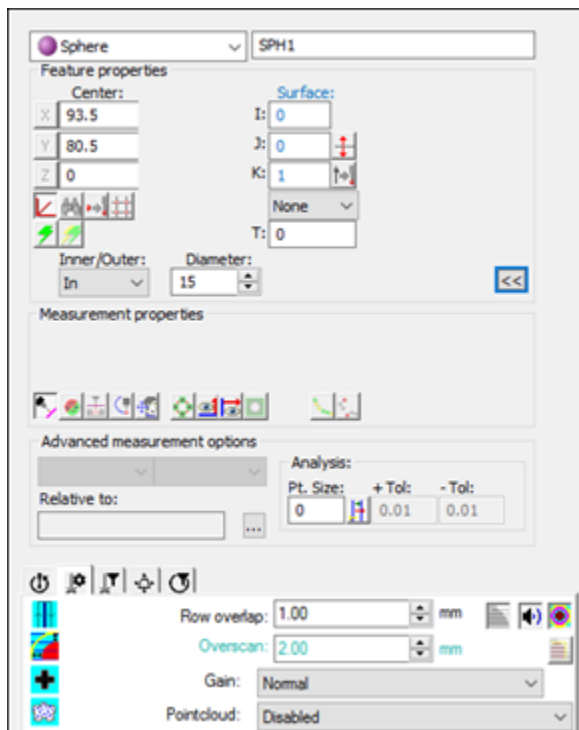 Sphere SPH1
Feature properties
Center: Surface:
X 93.5 I: 0
Y 80.5 J: 0
Z 0 K: 1
None
T: 0
Inner/Outer: Diameter:
In 15 <<
Measurement properties
Advanced measurement options
Analysis:
Pt. Size: + Tol: - Tol:
0 0.01 0.01
Relative to:
...
Row overlap: 1.00 mm
Overscan: 2.00 mm
Gain: Normal
Pointcloud: Disabled